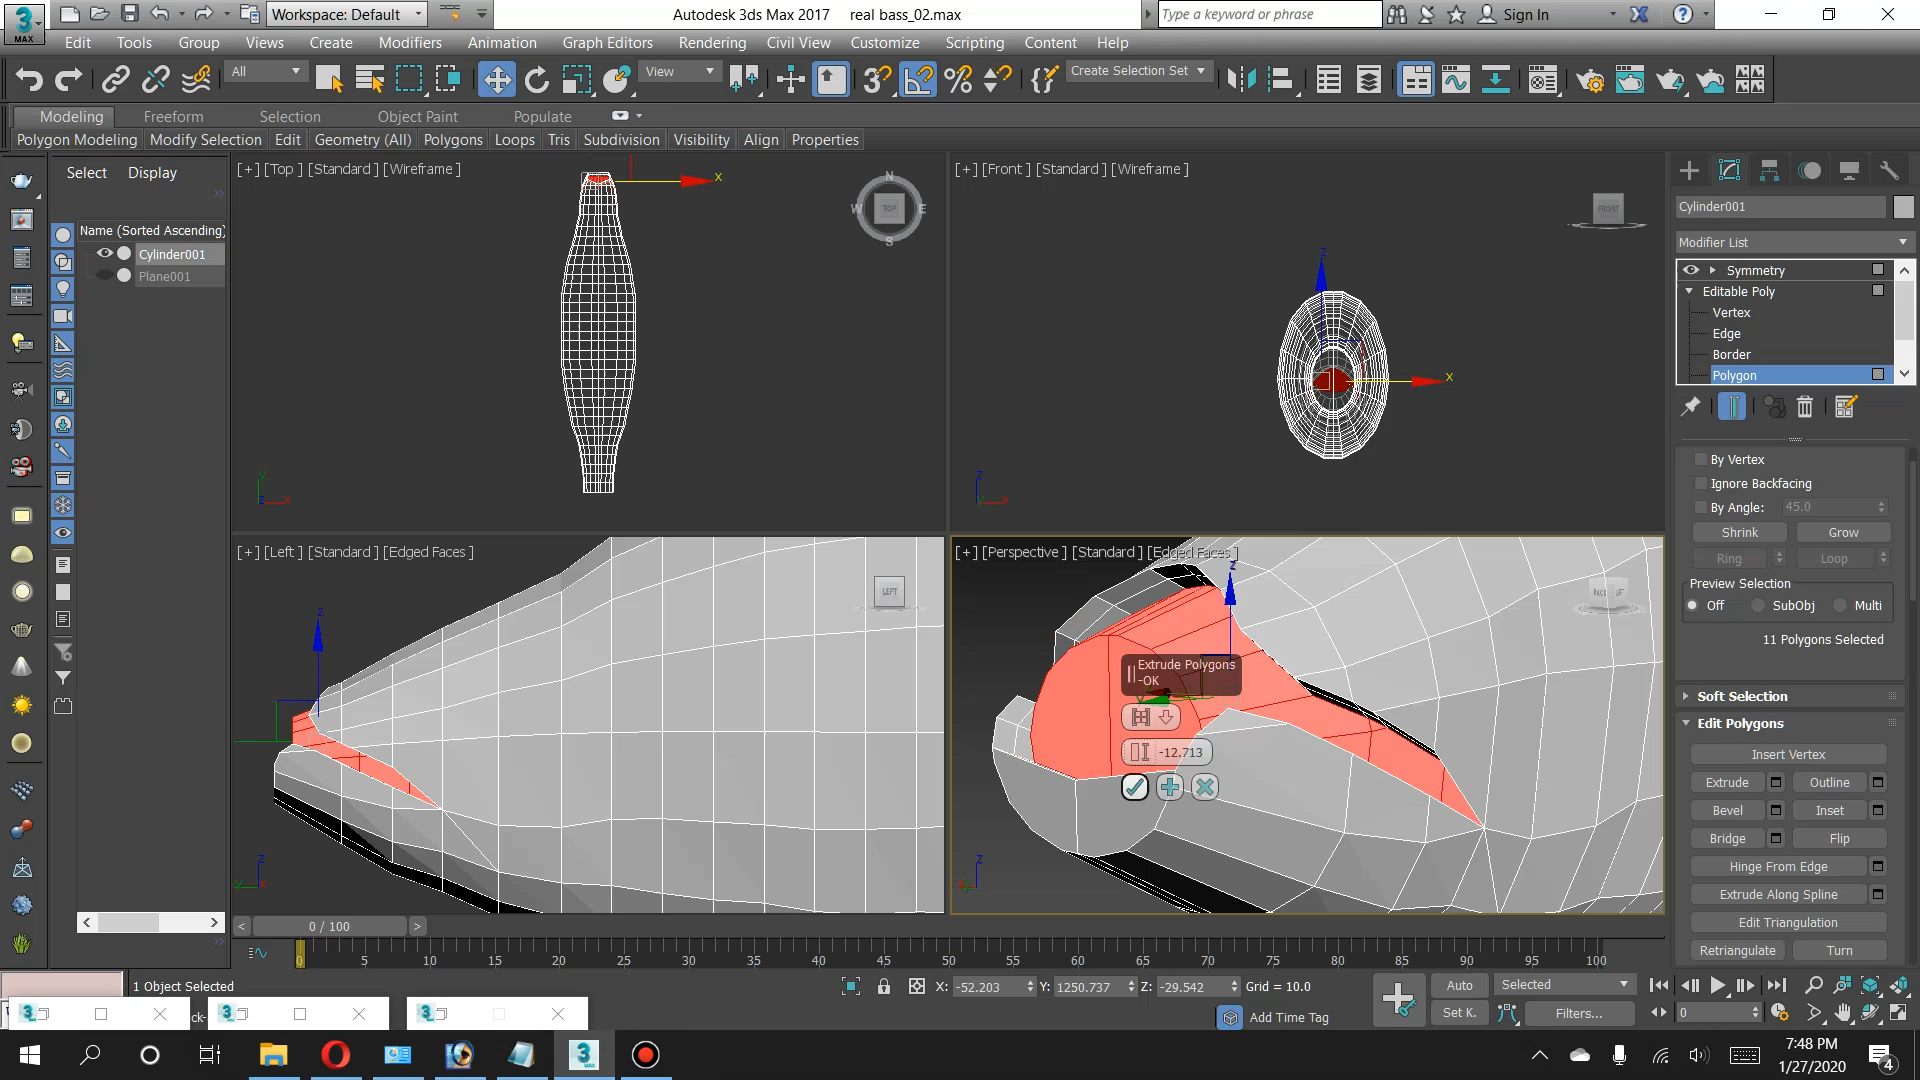 Workspace: Default
Autodesk 3ds Max 2017    real bass_02.max
Type a keyword or phrase
Sign In
MAX
Edit Tools Group Views Create Modifiers Animation Graph Editors Rendering Civil View Customize Scripting Content Help
All
View
Create Selection Set
Modeling Freeform Selection Object Paint Populate
Polygon Modeling Modify Selection Edit Geometry (All) Polygons Loops Tris Subdivision Visibility Align Properties
Select Display
Name (Sorted Ascending)
Cylinder001
Plane001
[+] [Top ] [Standard ] [Wireframe ]
x
N
W TOP E
S
[+] [Front ] [Standard ] [Wireframe ]
FRONT
z
x
[+] [Left ] [Standard ] [Edged Faces ]
LEFT
z
[+] [Perspective ] [Standard ] [Edged Faces ]
z
Extrude Polygons
-OK
-12.713
Cylinder001
Modifier List
Symmetry
Editable Poly
Vertex
Edge
Border
Polygon
By Vertex
Ignore Backfacing
By Angle: 45.0
Shrink Grow
Ring Loop
Preview Selection
Off SubObj Multi
11 Polygons Selected
Soft Selection
Edit Polygons
Insert Vertex
Extrude Outline
Bevel Inset
Bridge Flip
Hinge From Edge
Extrude Along Spline
Edit Triangulation
Retriangulate Turn
< 0 / 100 >
0 5 10 15 20 25 30 35 40 45 50 55 60 65 70 75 80 85 90 95 100
1 Object Selected
X: -52.203 Y: 1250.737 Z: -29.542 Grid = 10.0
Auto Selected
Set K. Filters...
0
ck-
Add Time Tag
7:48 PM
1/27/2020
4